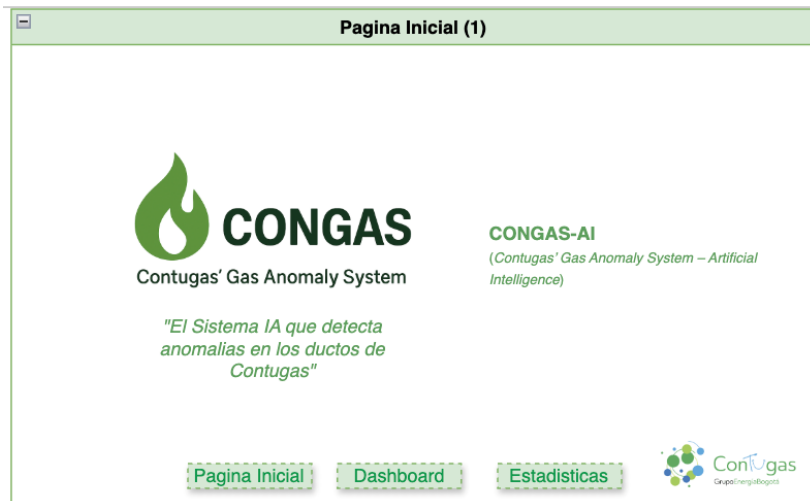 Pagina Inicial (1)
CONGAS
Contugas' Gas Anomaly System
"El Sistema IA que detecta
anomalias en los ductos de
Contugas"
CONGAS-AI
(Contugas' Gas Anomaly System – Artificial
Intelligence)
Pagina Inicial
Dashboard
Estadisticas
ConTUgas
GrupoEnergíaBogotá